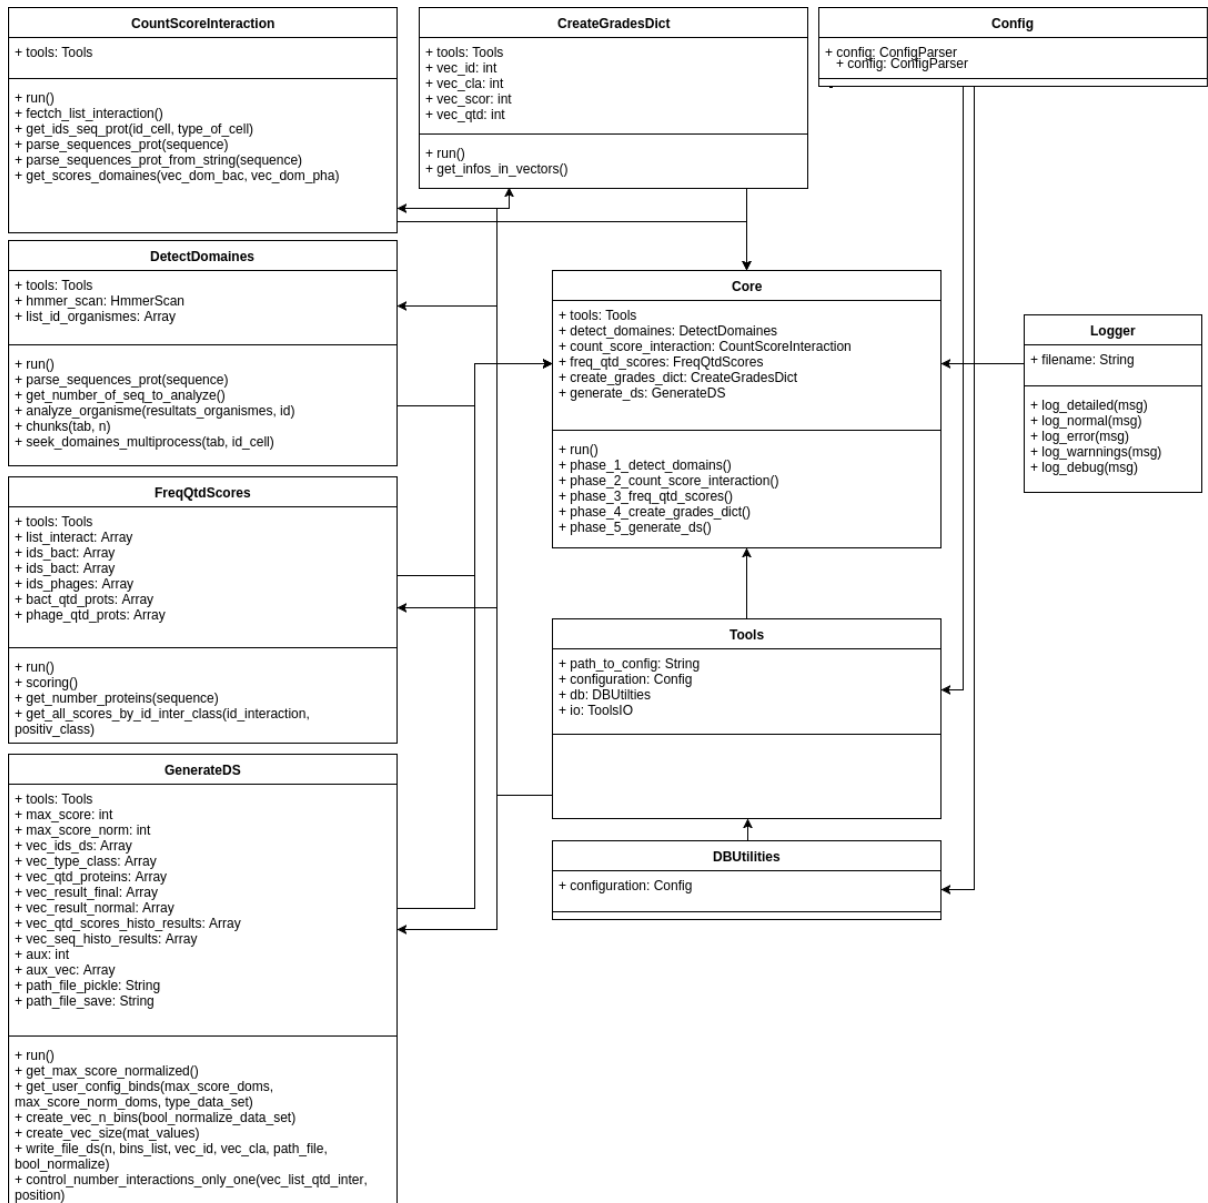 CountScoreInteraction
+ tools: Tools
+ run()
+ fectch_list_interaction()
+ get_ids_seq_prot(id_cell, type_of_cell)
+ parse_sequences_prot(sequence)
+ parse_sequences_prot_from_string(sequence)
+ get_scores_domaines(vec_dom_bac, vec_dom_pha)
CreateGradesDict
+ tools: Tools
+ vec_id: int
+ vec_cla: int
+ vec_scor: int
+ vec_qtd: int
+ run()
+ get_infos_in_vectors()
Config
+ config: ConfigParser
+ config: ConfigParser
DetectDomaines
+ tools: Tools
+ hmmer_scan: HmmerScan
+ list_id_organismes: Array
+ run()
+ parse_sequences_prot(sequence)
+ get_number_of_seq_to_analyze()
+ analyze_organisme(resultats_organismes, id)
+ chunks(tab, n)
+ seek_domaines_multiprocess(tab, id_cell)
Core
+ tools: Tools
+ detect_domaines: DetectDomaines
+ count_score_interaction: CountScoreInteraction
+ freq_qtd_scores: FreqQtdScores
+ create_grades_dict: CreateGradesDict
+ generate_ds: GenerateDS
+ run()
+ phase_1_detect_domains()
+ phase_2_count_score_interaction()
+ phase_3_freq_qtd_scores()
+ phase_4_create_grades_dict()
+ phase_5_generate_ds()
Logger
+ filename: String
+ log_detailed(msg)
+ log_normal(msg)
+ log_error(msg)
+ log_warnnings(msg)
+ log_debug(msg)
FreqQtdScores
+ tools: Tools
+ list_interact: Array
+ ids_bact: Array
+ ids_bact: Array
+ ids_phages: Array
+ bact_qtd_prots: Array
+ phage_qtd_prots: Array
+ run()
+ scoring()
+ get_number_proteins(sequence)
+ get_all_scores_by_id_inter_class(id_interaction,
positiv_class)
Tools
+ path_to_config: String
+ configuration: Config
+ db: DBUtilties
+ io: ToolsIO
GenerateDS
+ tools: Tools
+ max_score: int
+ max_score_norm: int
+ vec_ids_ds: Array
+ vec_type_class: Array
+ vec_qtd_proteins: Array
+ vec_result_final: Array
+ vec_result_normal: Array
+ vec_qtd_scores_histo_results: Array
+ vec_seq_histo_results: Array
+ aux: int
+ aux_vec: Array
+ path_file_pickle: String
+ path_file_save: String
+ run()
+ get_max_score_normalized()
+ get_user_config_binds(max_score_doms,
max_score_norm_doms, type_data_set)
+ create_vec_n_bins(bool_normalize_data_set)
+ create_vec_size(mat_values)
+ write_file_ds(n, bins_list, vec_id, vec_cla, path_file,
bool_normalize)
+ control_number_interactions_only_one(vec_list_qtd_inter,
position)
DBUtilities
+ configuration: Config